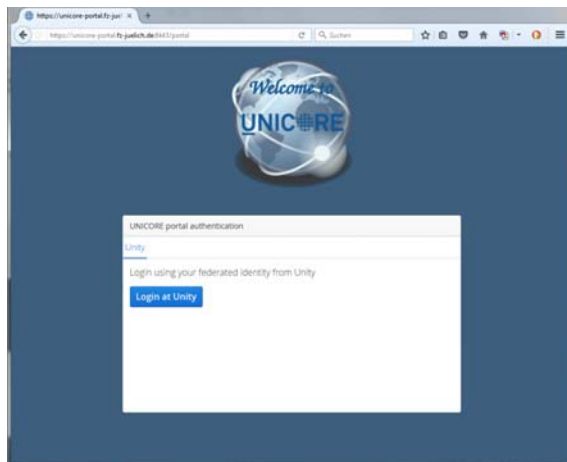 https://unicore-portal.fz-jue
https://unicore-portal.fz-juelich.de:8443/portal
Suchen
Welcome to
UNICORE
UNICORE portal authentication
Unity
Login using your federated identity from Unity
Login at Unity